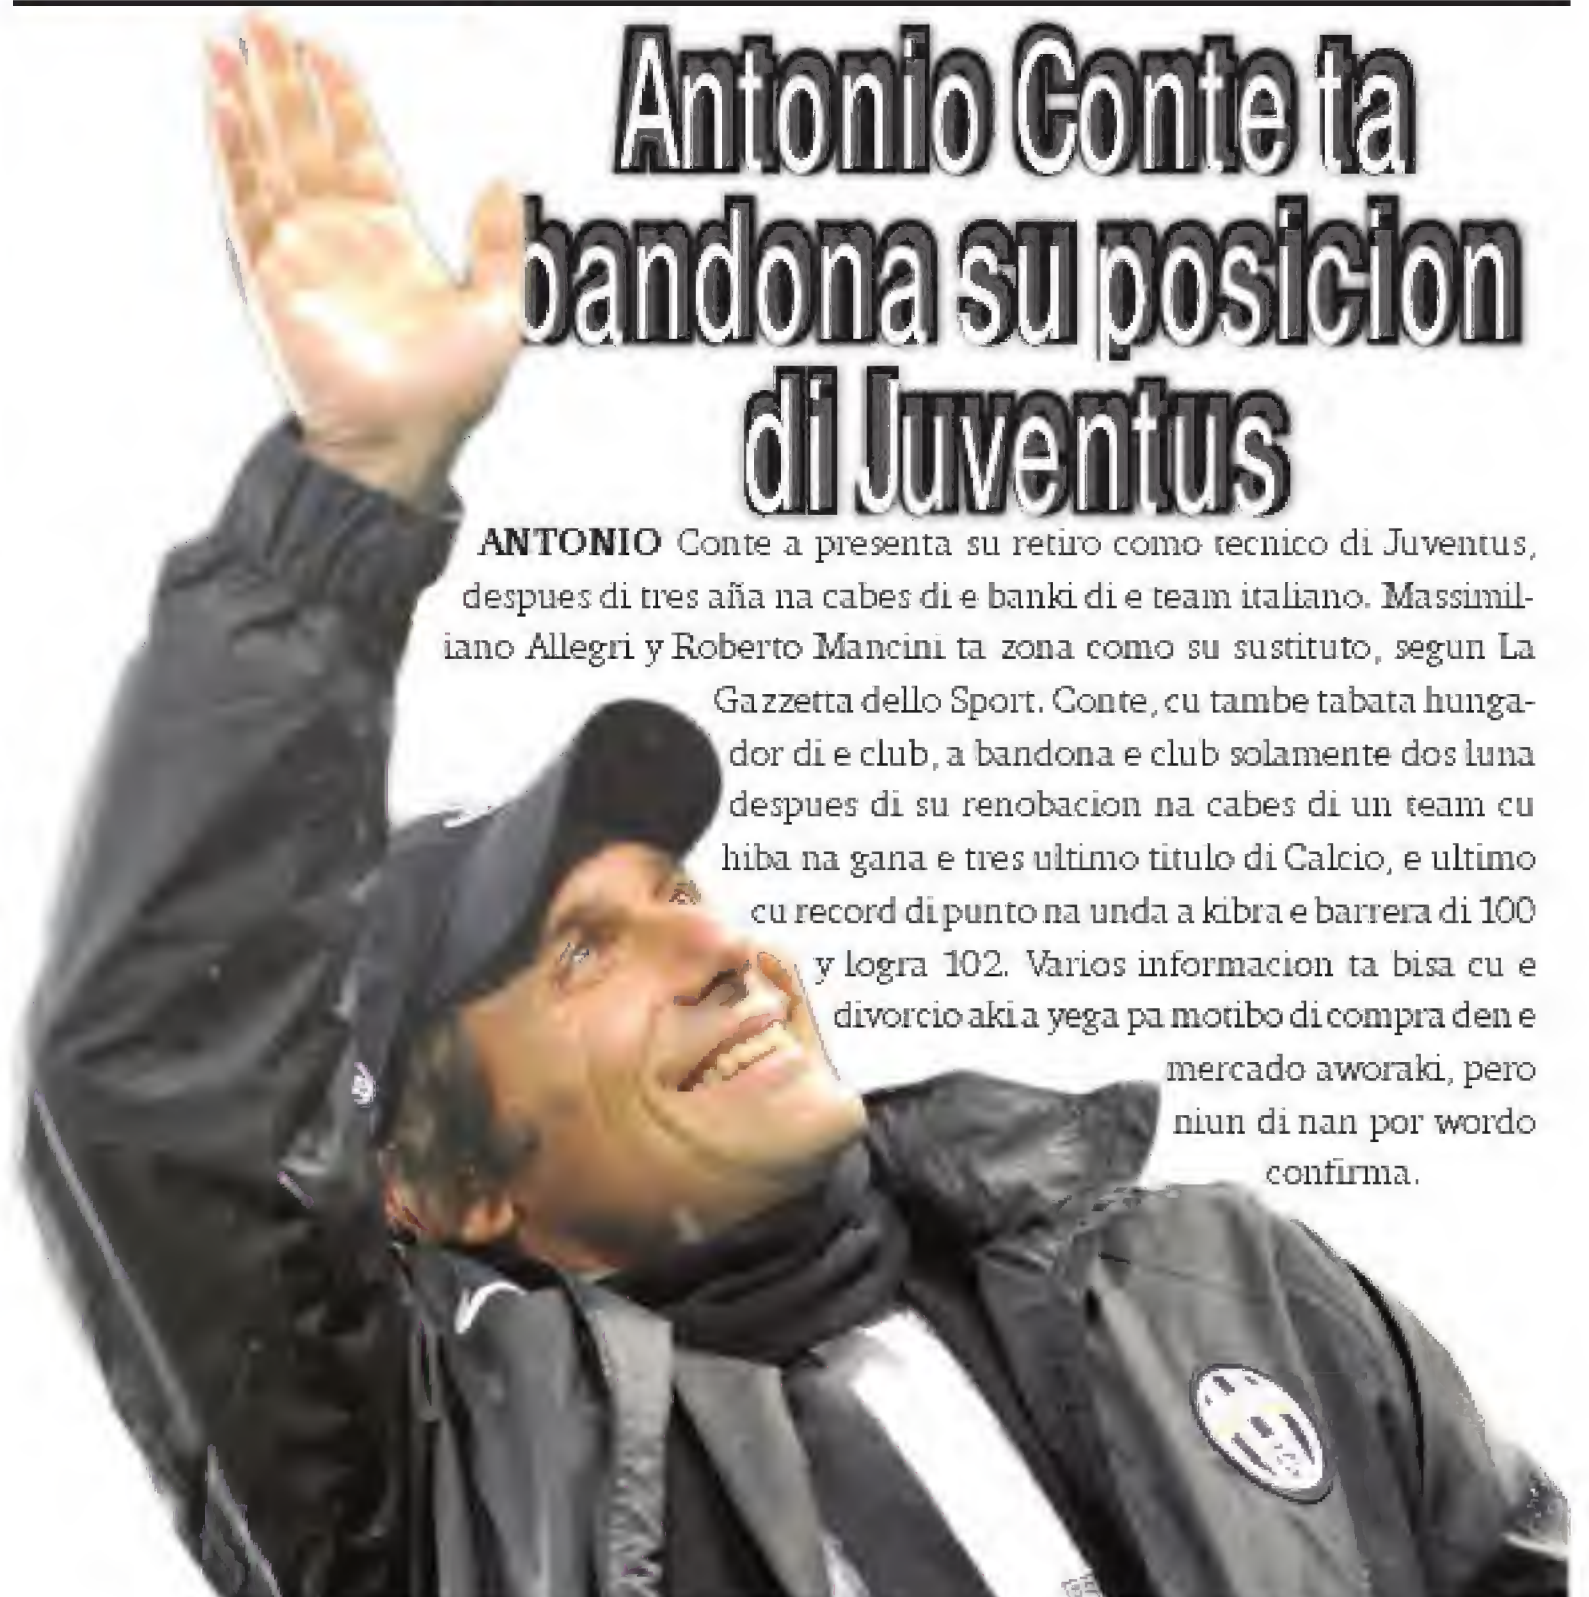 Antonio Conte ta
bandona su posicion
di Juventus
ANTONIO Conte a presenta su retiro como tecnico di Juventus,
despues di tres aña na cabes di e banki di e team italiano. Massimil-
iano Allegri y Roberto Mancini ta zona como su sustituto, segun La
Gazzetta dello Sport. Conte, cu tambe tabata hunga-
dor di e club, a bandona e club solamente dos luna
despues di su renobacion na cabes di un team cu
hiba na gana e tres ultimo titulo di Calcio, e ultimo
cu record di punto na unda a kibra e barrera di 100
y logra 102. Varios informacion ta bisa cu e
divorcio aki a yega pa motibo di compra den e
mercado aworaki, pero
niun di nan por wordo
confirma.